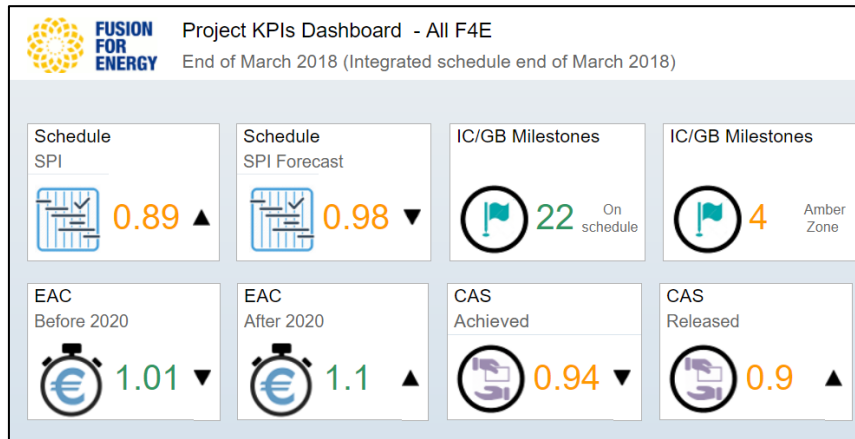 FUSION
FOR
ENERGY
Project KPIs Dashboard - All F4E
End of March 2018 (Integrated schedule end of March 2018)
Schedule
SPI
0.89 ▲
Schedule
SPI Forecast
0.98 ▼
IC/GB Milestones
22 On
schedule
IC/GB Milestones
4 Amber
Zone
EAC
Before 2020
€ 1.01 ▼
EAC
After 2020
€ 1.1 ▲
CAS
Achieved
0.94 ▼
CAS
Released
0.9 ▲